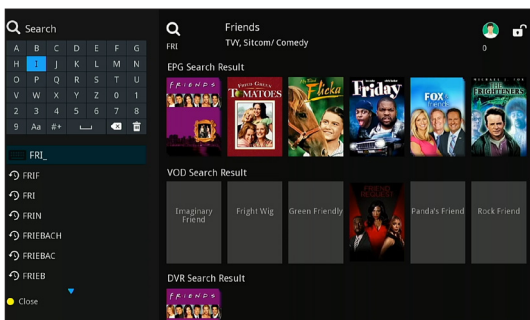 Search
A B C D E F G
H I J K L M N
O P Q R S T U
V W X Y Z 0 1
2 3 4 5 6 7 8
9 Aa #+
FRI_
FRIF
FRI
FRIN
FRIEBACH
FRIEBAC
FRIEB
Close
FRI
Friends
TVY, Sitcom/ Comedy
0
EPG Search Result
FRIENDS
FRIED GREEN
TOMATOES
Flicka
Friday
FOX
friends
THE
FRIGHTENERS
VOD Search Result
Imaginary
Friend
Fright Wig
Green Friendly
FRIEND
REQUEST
Panda's Friend
Rock Friend
DVR Search Result
FRIENDS